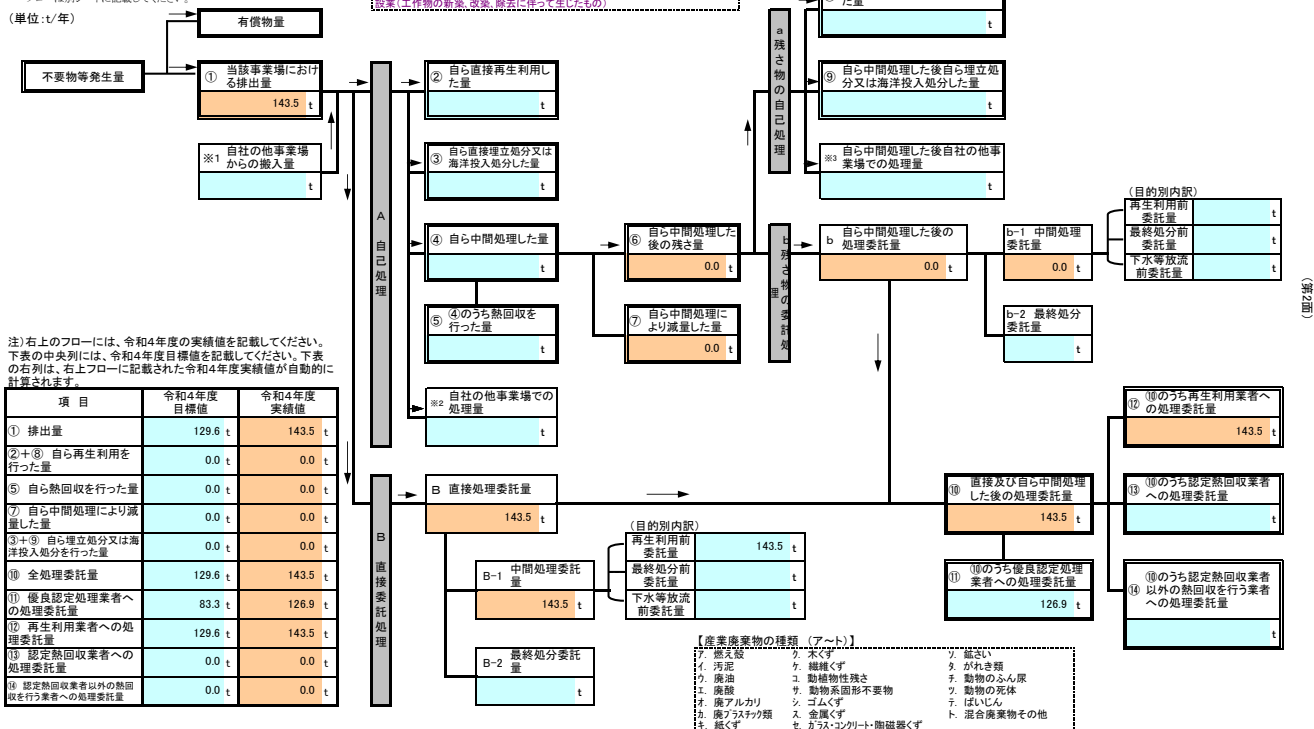 (単位:t/年)
設業(工作物の新築、改築、除去に伴って生じたもの)
有償物量
不要物等発生量
① 当該事業場におけ
る排出量
143.5 t
※1 自社の他事業場
からの搬入量
t
A 自己処理
② 自ら直接再生利用し
た量
t
③ 自ら直接埋立処分又は
海洋投入処分した量
t
④ 自ら中間処理した量
t
⑤ ④のうち熱回収を
行った量
t
※2 自社の他事業場での
処理量
t
⑥ 自ら中間処理した
後の残さ量
0.0 t
⑦ 自ら中間処理に
より減量した量
0.0 t
a 残さ物の自己処理
た量
t
⑨ 自ら中間処理した後自ら埋立処
分又は海洋投入処分した量
t
※3 自ら中間処理した後自社の他事
業場での処理量
t
b 残さ物の委託処理
b 自ら中間処理した後の
処理委託量
0.0 t
b-1 中間処理
委託量
0.0 t
b-2 最終処分
委託量
t
(目的別内訳)
再生利用前
委託量
t
最終処分前
委託量
t
下水等放流
前委託量
t
(第2面)
注)右上のフローには、令和4年度の実績値を記載してください。
下表の中央列には、令和4年度目標値を記載してください。下表
の右列は、右上フローに記載された令和4年度実績値が自動的に
計算されます。
項 目 令和4年度
目標値 令和4年度
実績値
① 排出量 129.6 t 143.5 t
②+⑧ 自ら再生利用を
行った量 0.0 t 0.0 t
⑤ 自ら熱回収を行った量 0.0 t 0.0 t
⑦ 自ら中間処理により減
量した量 0.0 t 0.0 t
③+⑨ 自ら埋立処分又は海
洋投入処分を行った量 0.0 t 0.0 t
⑩ 全処理委託量 129.6 t 143.5 t
⑪ 優良認定処理業者へ
の処理委託量 83.3 t 126.9 t
⑫ 再生利用業者への処
理委託量 129.6 t 143.5 t
⑬ 認定熱回収業者への
処理委託量 0.0 t 0.0 t
⑭ 認定熱回収業者以外の熱回
収を行う業者への処理委託量 0.0 t 0.0 t
B 直接委託処理
B 直接処理委託量
143.5 t
B-1 中間処理委託
量
143.5 t
B-2 最終処分委託
量
t
(目的別内訳)
再生利用前
委託量
143.5 t
最終処分前
委託量
t
下水等放流
前委託量
t
⑩ 直接及び自ら中間処理
した後の処理委託量
143.5 t
⑪ ⑩のうち優良認定処理
業者への処理委託量
126.9 t
⑫ ⑩のうち再生利用業者へ
の処理委託量
143.5 t
⑬ ⑩のうち認定熱回収業者
への処理委託量
t
⑭ ⑩のうち認定熱回収業者
以外の熱回収を行う業者
への処理委託量
t
【産業廃棄物の種類 (ア~ト)】
ア. 燃え殻 ク. 木くず ソ. 鉱さい
イ. 汚泥 ケ. 繊維くず タ. がれき類
ウ. 廃油 コ. 動植物性残さ チ. 動物のふん尿
エ. 廃酸 サ. 動物系固形不要物 ツ. 動物の死体
オ. 廃アルカリ シ. ゴムくず テ. ばいじん
カ. 廃プラスチック類 ス. 金属くず ト. 混合廃棄物その他
キ. 紙くず セ. ガラス・コンクリート・陶磁器くず